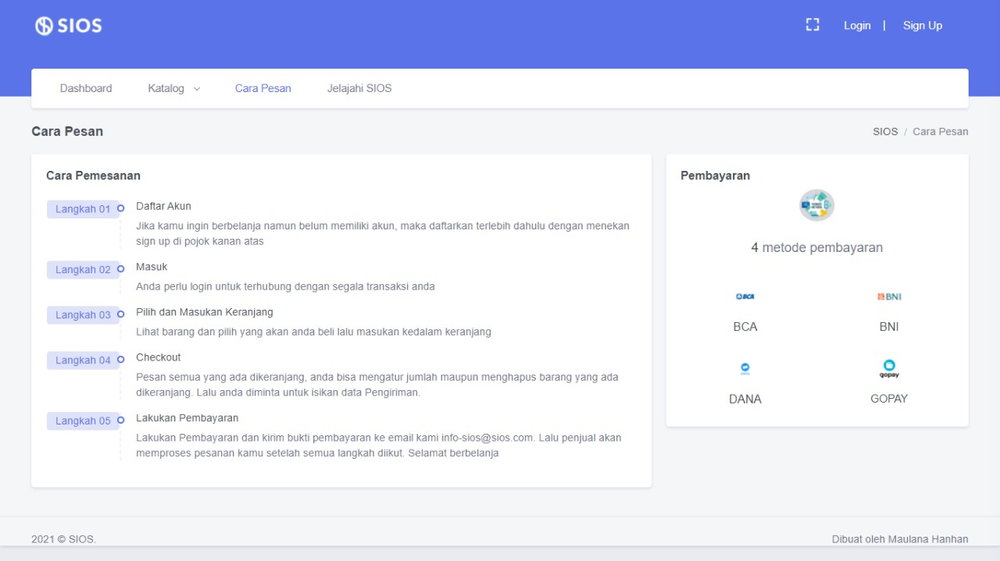 SIOS
Login | Sign Up
Dashboard Katalog Cara Pesan Jelajahi SIOS
Cara Pesan
SIOS / Cara Pesan
Cara Pemesanan
Langkah 01 Daftar Akun
Jika kamu ingin berbelanja namun belum memiliki akun, maka daftarkan terlebih dahulu dengan menekan
sign up di pojok kanan atas
Langkah 02 Masuk
Anda perlu login untuk terhubung dengan segala transaksi anda
Langkah 03 Pilih dan Masukan Keranjang
Lihat barang dan pilih yang akan anda beli lalu masukan kedalam keranjang
Langkah 04 Checkout
Pesan semua yang ada dikeranjang, anda bisa mengatur jumlah maupun menghapus barang yang ada
dikeranjang. Lalu anda diminta untuk isikan data Pengiriman.
Langkah 05 Lakukan Pembayaran
Lakukan Pembayaran dan kirim bukti pembayaran ke email kami info-sios@sios.com. Lalu penjual akan
memproses pesanan kamu setelah semua langkah diikut. Selamat berbelanja
Pembayaran
4 metode pembayaran
BCA BNI
BCA BNI
gopay
DANA GOPAY
2021 © SIOS.
Dibuat oleh Maulana Hanhan